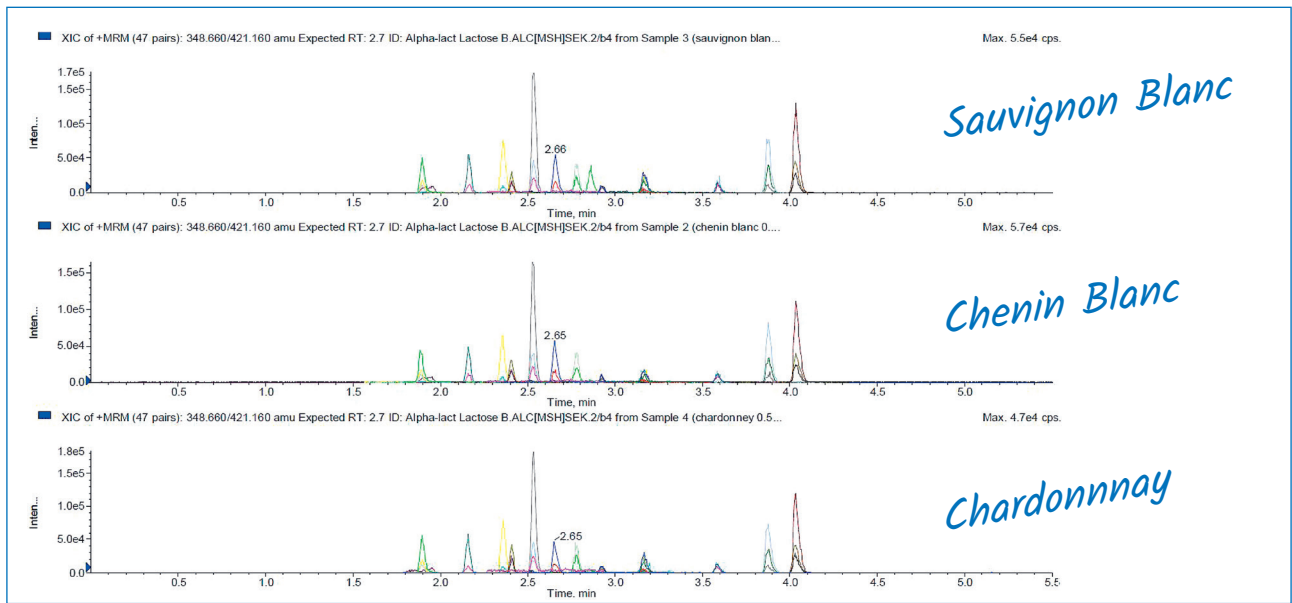 XIC of +MRM (47 pairs): 348.660/421.160 amu Expected RT: 2.7 ID: Alpha-lact Lactose B.ALC[MSH]SEK.2/b4 from Sample 3 (sauvignon blan... Max. 5.5e4 cps.
Sauvignon Blanc
Inten...
1.7e5
1.5e5
1.0e5
5.0e4
0.0
2.66
0.5 1.0 1.5 2.0 2.5 3.0 3.5 4.0 4.5 5.0
Time, min
XIC of +MRM (47 pairs): 348.660/421.160 amu Expected RT: 2.7 ID: Alpha-lact Lactose B.ALC[MSH]SEK.2/b4 from Sample 2 (chenin blanc 0.... Max. 5.7e4 cps.
Chenin Blanc
Inten...
1.5e5
1.0e5
5.0e4
0.0
2.65
0.5 1.0 1.5 2.0 2.5 3.0 3.5 4.0 4.5 5.0
Time, min
XIC of +MRM (47 pairs): 348.660/421.160 amu Expected RT: 2.7 ID: Alpha-lact Lactose B.ALC[MSH]SEK.2/b4 from Sample 4 (chardonney 0.5... Max. 4.7e4 cps.
Chardonnnay
Inten...
1.8e5
1.5e5
1.0e5
5.0e4
0.0
2.65
0.5 1.0 1.5 2.0 2.5 3.0 3.5 4.0 4.5 5.0 5.5
Time, min